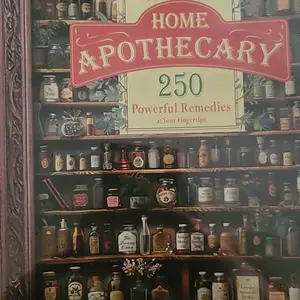 HOME
APOTHECARY
250
Powerful Remedies
at Your Fingertips